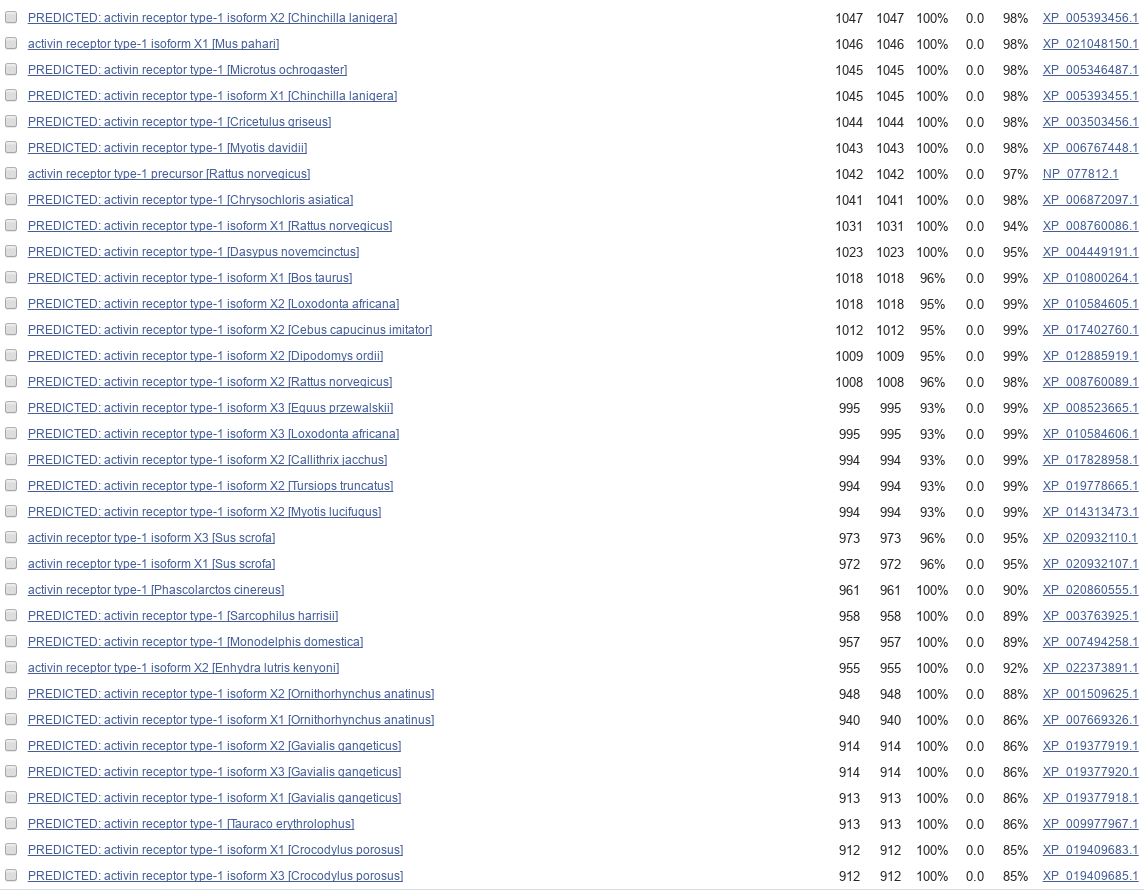 PREDICTED: activin receptor type-1 isoform X2 [Chinchilla lanigera] 1047 1047 100% 0.0 98% XP_005393456.1
activin receptor type-1 isoform X1 [Mus pahari] 1046 1046 100% 0.0 98% XP_021048150.1
PREDICTED: activin receptor type-1 [Microtus ochrogaster] 1045 1045 100% 0.0 98% XP_005346487.1
PREDICTED: activin receptor type-1 isoform X1 [Chinchilla lanigera] 1045 1045 100% 0.0 98% XP_005393455.1
PREDICTED: activin receptor type-1 [Cricetulus griseus] 1044 1044 100% 0.0 98% XP_003503456.1
PREDICTED: activin receptor type-1 [Myotis davidii] 1043 1043 100% 0.0 98% XP_006767448.1
activin receptor type-1 precursor [Rattus norvegicus] 1042 1042 100% 0.0 97% NP_077812.1
PREDICTED: activin receptor type-1 [Chrysochloris asiatica] 1041 1041 100% 0.0 98% XP_006872097.1
PREDICTED: activin receptor type-1 isoform X1 [Rattus norvegicus] 1031 1031 100% 0.0 94% XP_008760086.1
PREDICTED: activin receptor type-1 [Dasypus novemcinctus] 1023 1023 100% 0.0 95% XP_004449191.1
PREDICTED: activin receptor type-1 isoform X1 [Bos taurus] 1018 1018 96% 0.0 99% XP_010800264.1
PREDICTED: activin receptor type-1 isoform X2 [Loxodonta africana] 1018 1018 95% 0.0 99% XP_010584605.1
PREDICTED: activin receptor type-1 isoform X2 [Cebus capucinus imitator] 1012 1012 95% 0.0 99% XP_017402760.1
PREDICTED: activin receptor type-1 isoform X2 [Dipodomys ordii] 1009 1009 95% 0.0 99% XP_012885919.1
PREDICTED: activin receptor type-1 isoform X2 [Rattus norvegicus] 1008 1008 96% 0.0 98% XP_008760089.1
PREDICTED: activin receptor type-1 isoform X3 [Equus przewalskii] 995 995 93% 0.0 99% XP_008523665.1
PREDICTED: activin receptor type-1 isoform X3 [Loxodonta africana] 995 995 93% 0.0 99% XP_010584606.1
PREDICTED: activin receptor type-1 isoform X2 [Callithrix jacchus] 994 994 93% 0.0 99% XP_017828958.1
PREDICTED: activin receptor type-1 isoform X2 [Tursiops truncatus] 994 994 93% 0.0 99% XP_019778665.1
PREDICTED: activin receptor type-1 isoform X2 [Myotis lucifugus] 994 994 93% 0.0 99% XP_014313473.1
activin receptor type-1 isoform X3 [Sus scrofa] 973 973 96% 0.0 95% XP_020932110.1
activin receptor type-1 isoform X1 [Sus scrofa] 972 972 96% 0.0 95% XP_020932107.1
activin receptor type-1 [Phascolarctos cinereus] 961 961 100% 0.0 90% XP_020860555.1
PREDICTED: activin receptor type-1 [Sarcophilus harrisii] 958 958 100% 0.0 89% XP_003763925.1
PREDICTED: activin receptor type-1 [Monodelphis domestica] 957 957 100% 0.0 89% XP_007494258.1
activin receptor type-1 isoform X2 [Enhydra lutris kenyoni] 955 955 100% 0.0 92% XP_022373891.1
PREDICTED: activin receptor type-1 isoform X2 [Ornithorhynchus anatinus] 948 948 100% 0.0 88% XP_001509625.1
PREDICTED: activin receptor type-1 isoform X1 [Ornithorhynchus anatinus] 940 940 100% 0.0 86% XP_007669326.1
PREDICTED: activin receptor type-1 isoform X2 [Gavialis gangeticus] 914 914 100% 0.0 86% XP_019377919.1
PREDICTED: activin receptor type-1 isoform X3 [Gavialis gangeticus] 914 914 100% 0.0 86% XP_019377920.1
PREDICTED: activin receptor type-1 isoform X1 [Gavialis gangeticus] 913 913 100% 0.0 86% XP_019377918.1
PREDICTED: activin receptor type-1 [Tauraco erythrolophus] 913 913 100% 0.0 86% XP_009977967.1
PREDICTED: activin receptor type-1 isoform X1 [Crocodylus porosus] 912 912 100% 0.0 85% XP_019409683.1
PREDICTED: activin receptor type-1 isoform X3 [Crocodylus porosus] 912 912 100% 0.0 85% XP_019409685.1